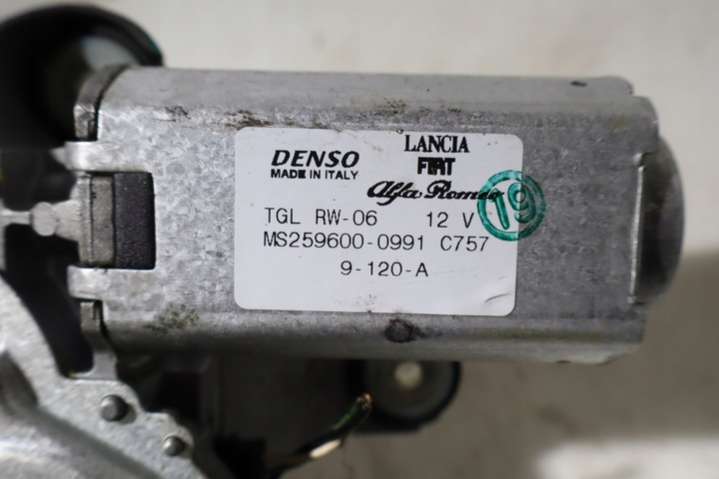 DENSO
MADE IN ITALY
LANCIA
FIAT
Alfa Romeo
19
TGL RW-06 12 V
MS259600-0991 C757
9-120-A